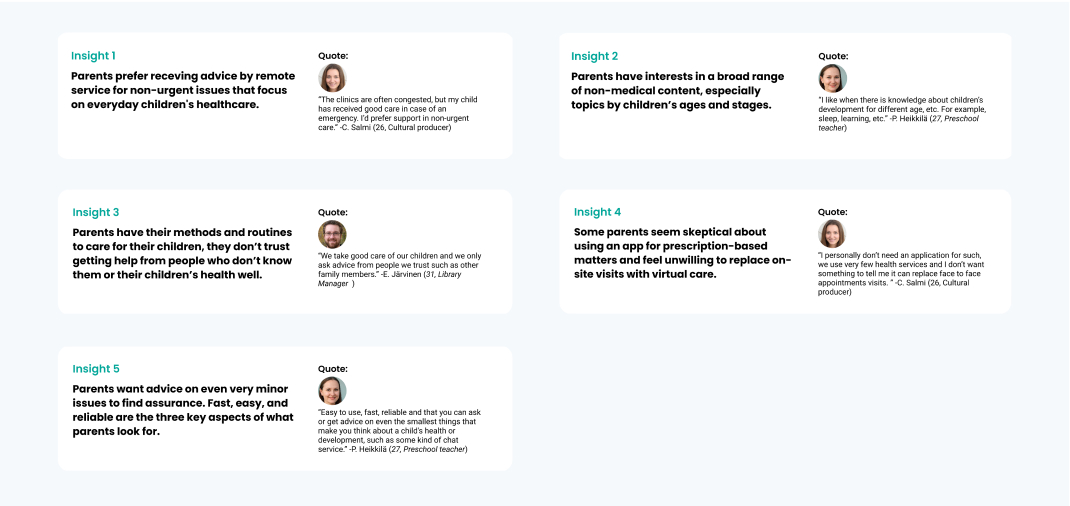 Insight 1
Parents prefer receving advice by remote
service for non-urgent issues that focus
on everyday children's healthcare.
Quote:
"The clinics are often congested, but my child
has received good care in case of an
emergency. I'd prefer support in non-urgent
care." -C. Salmi (26, Cultural producer)
Insight 2
Parents have interests in a broad range
of non-medical content, especially
topics by children's ages and stages.
Quote:
"I like when there is knowledge about children's
development for different age, etc. For example,
sleep, learning, etc." -P. Heikkilä (27, Preschool
teacher)
Insight 3
Parents have their methods and routines
to care for their children, they don't trust
getting help from people who don't know
them or their children's health well.
Quote:
"We take good care of our children and we only
ask advice from people we trust such as other
family members." -E. Järvinen (31, Library
Manager )
Insight 4
Some parents seem skeptical about
using an app for prescription-based
matters and feel unwilling to replace on-
site visits with virtual care.
Quote:
"I personally don't need an application for such,
we use very few health services and I don't want
something to tell me it can replace face to face
appointments visits. " -C. Salmi (26, Cultural
producer)
Insight 5
Parents want advice on even very minor
issues to find assurance. Fast, easy, and
reliable are the three key aspects of what
parents look for.
Quote:
"Easy to use, fast, reliable and that you can ask
or get advice on even the smallest things that
make you think about a child's health or
development, such as some kind of chat
service." -P. Heikkilä (27, Preschool teacher)